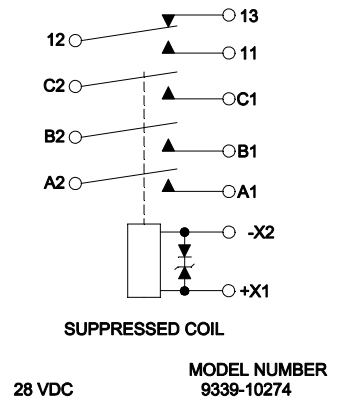 13
12
11
C2
C1
B2
B1
A2
A1
-X2
+X1
SUPPRESSED COIL
MODEL NUMBER
28 VDC 9339-10274